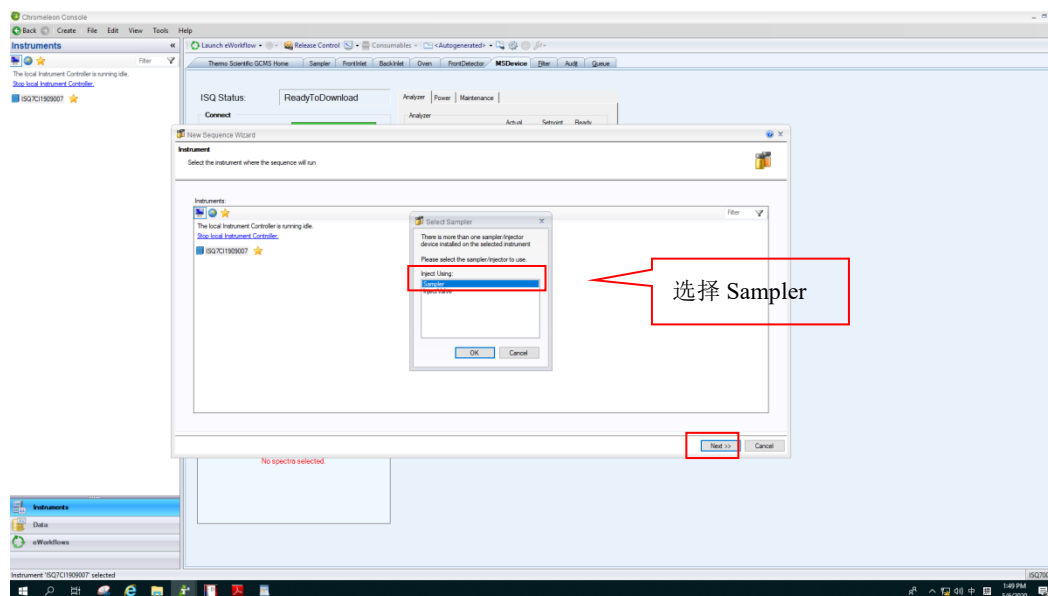 Chromeleon Console
Back Create File Edit View Tools Help
Instruments
Launch eWorkflow Release Control Consumables <Autogenerated>
Filter
The local Instrument Controller is running idle.
Stop local Instrument Controller.
ISQ7CI1909007
Thermo Scientific GCMS Home Sampler FrontInlet BackInlet Oven FrontDetector MSDevice Filter Audit Queue
ISQ Status: ReadyToDownload
Analyzer Power Maintenance
Connect
Analyzer
Actual Setpoint Ready
New Sequence Wizard
Instrument
Select the instrument where the sequence will run
Instruments:
Filter
The local Instrument Controller is running idle.
Stop local Instrument Controller.
ISQ7CI1909007
Select Sampler
There is more than one sampler/injector
device installed on the selected instrument
Please select the sampler/injector to use.
Inject Using:
Sampler
OK Cancel
选择 Sampler
Next >> Cancel
No spectra selected.
Instruments
Data
eWorkflows
Instrument 'ISQ7CI1909007' selected
中
1:49 PM
5/6/2020